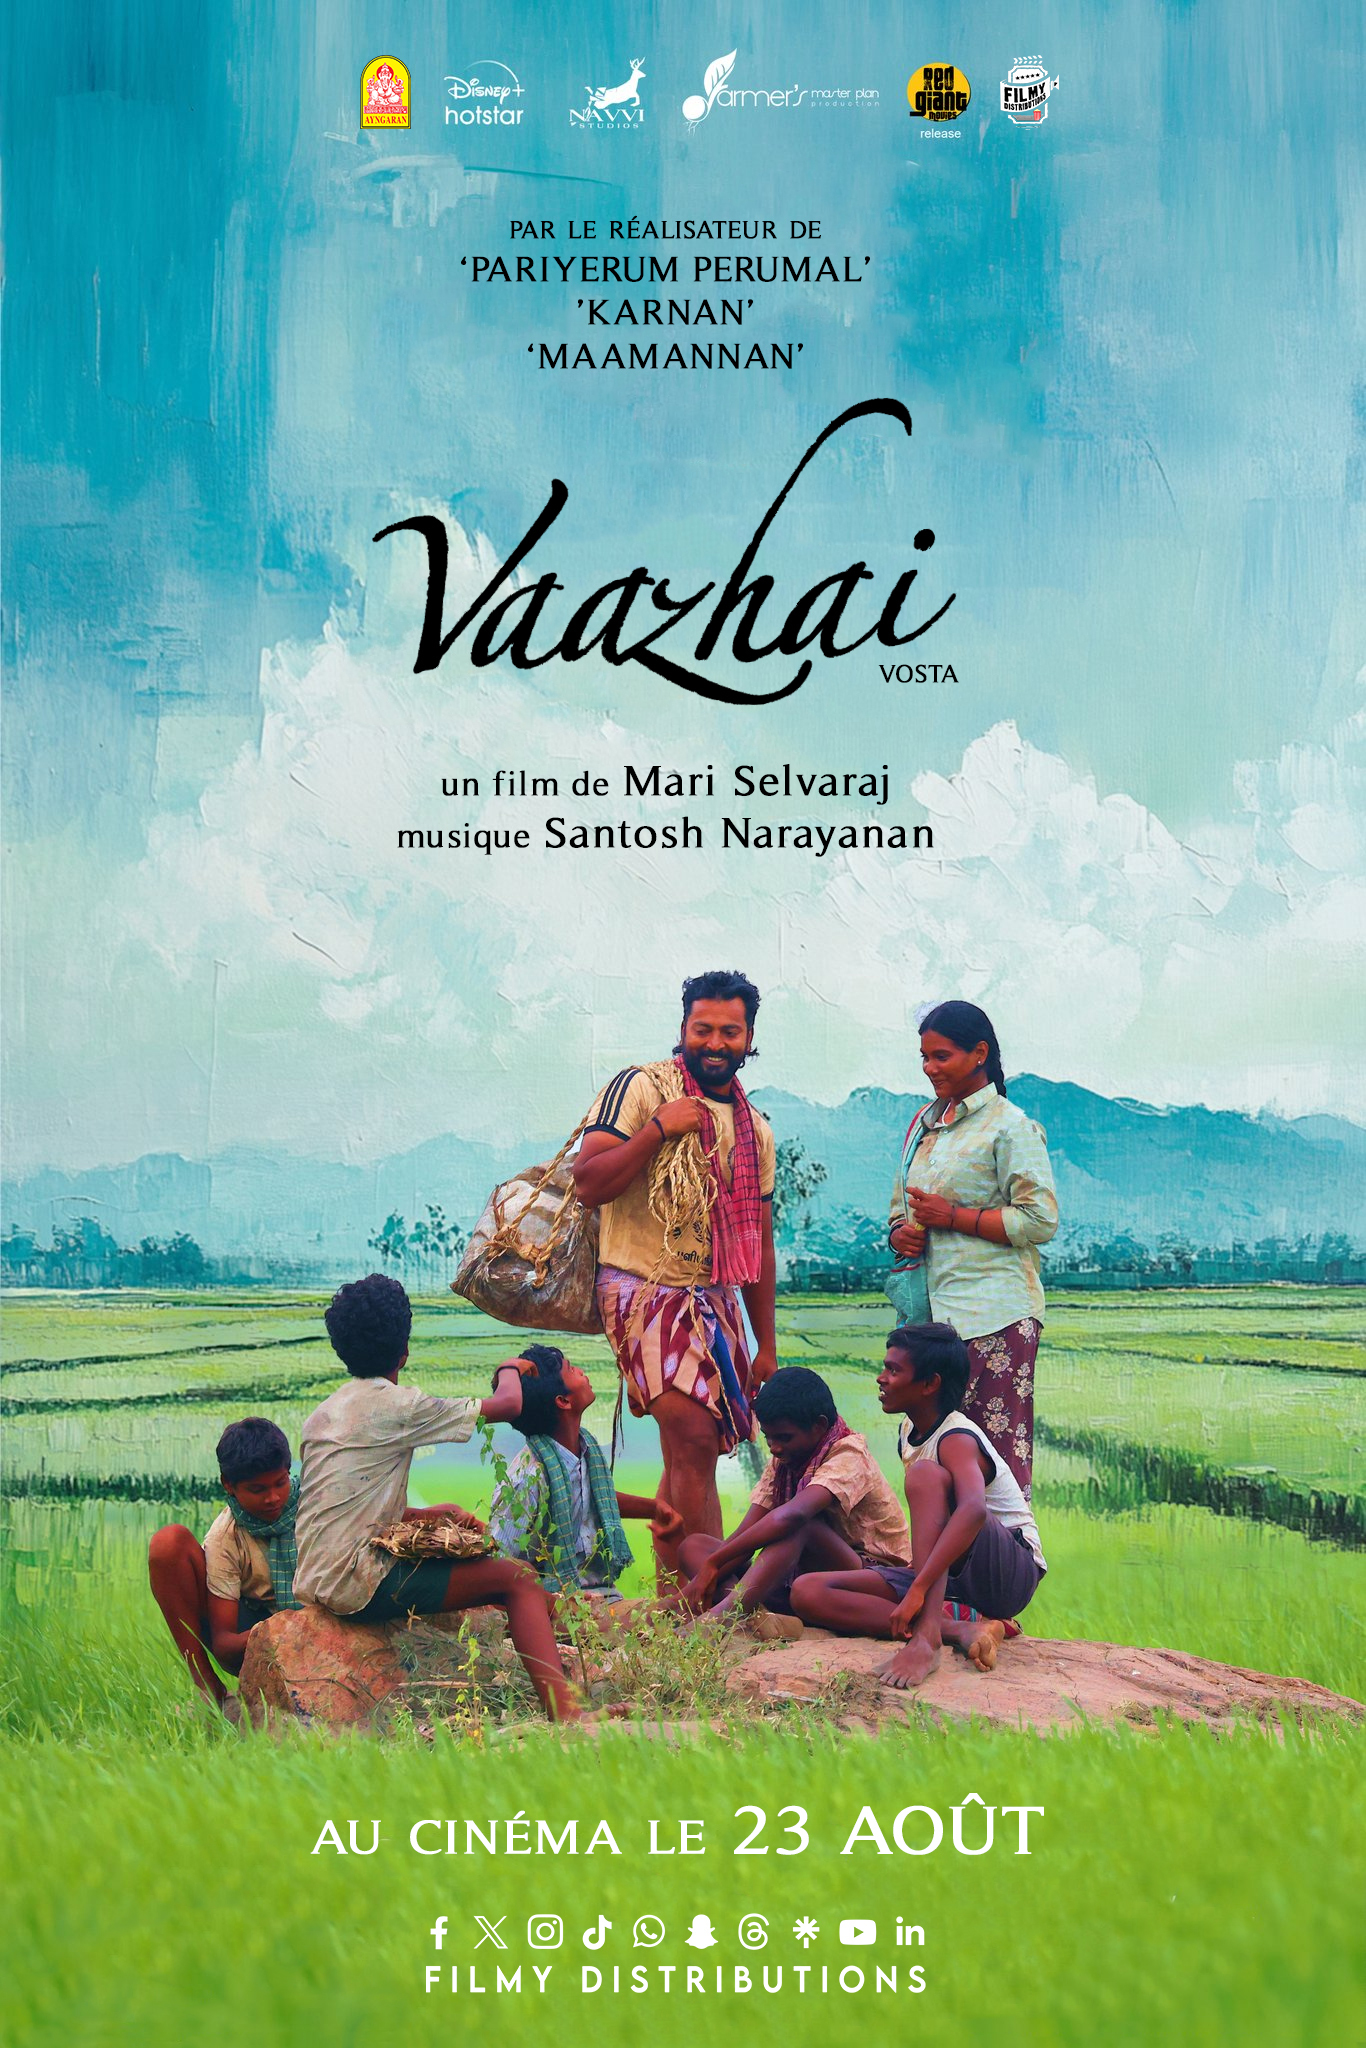 AYNGARAN
Disney+
hotstar
NAVVI
STUDIOS
farmer's master plan
production
RED
giant
movies
release
FILMY
DISTRIBUTIONS
PAR LE RÉALISATEUR DE
‘PARIYERUM PERUMAL’
’KARNAN’
‘MAAMANNAN’
Vaazhai
VOSTA
un film de Mari Selvaraj
musique Santosh Narayanan
AU CINÉMA LE 23 AOÛT
FILMY DISTRIBUTIONS